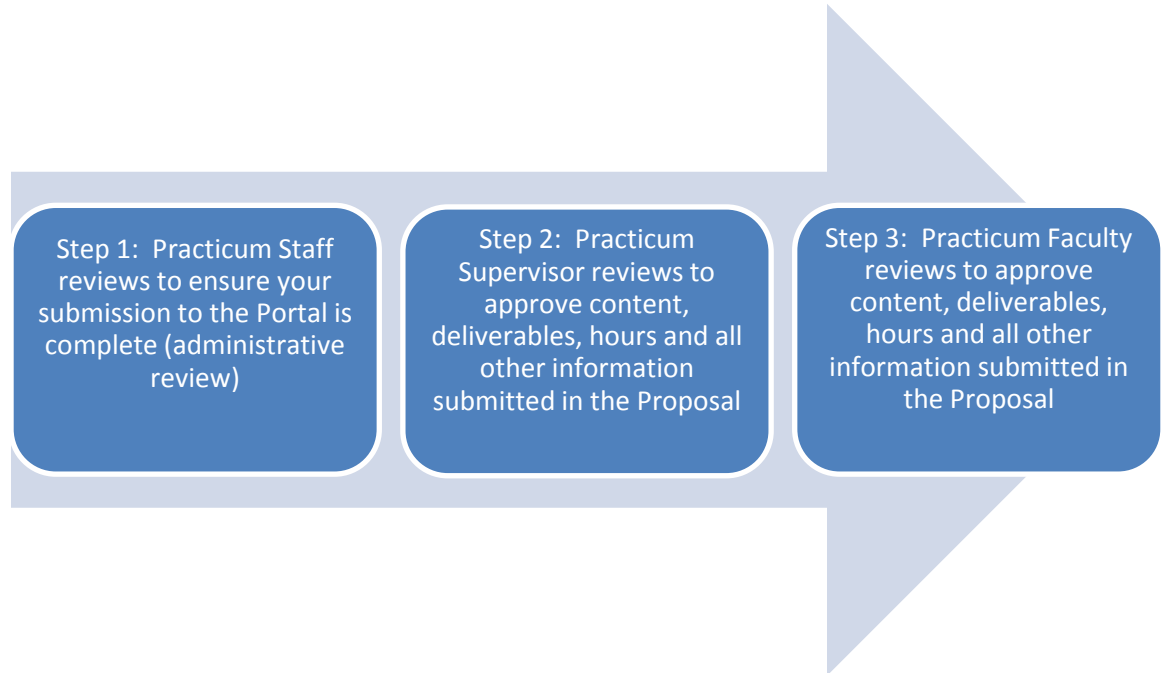 Step 1:  Practicum Staff
reviews to ensure your
submission to the Portal is
complete (administrative
review)
Step 2:  Practicum
Supervisor reviews to
approve content,
deliverables, hours and all
other information
submitted in the Proposal
Step 3:  Practicum Faculty
reviews to approve
content, deliverables,
hours and all other
information submitted in
the Proposal